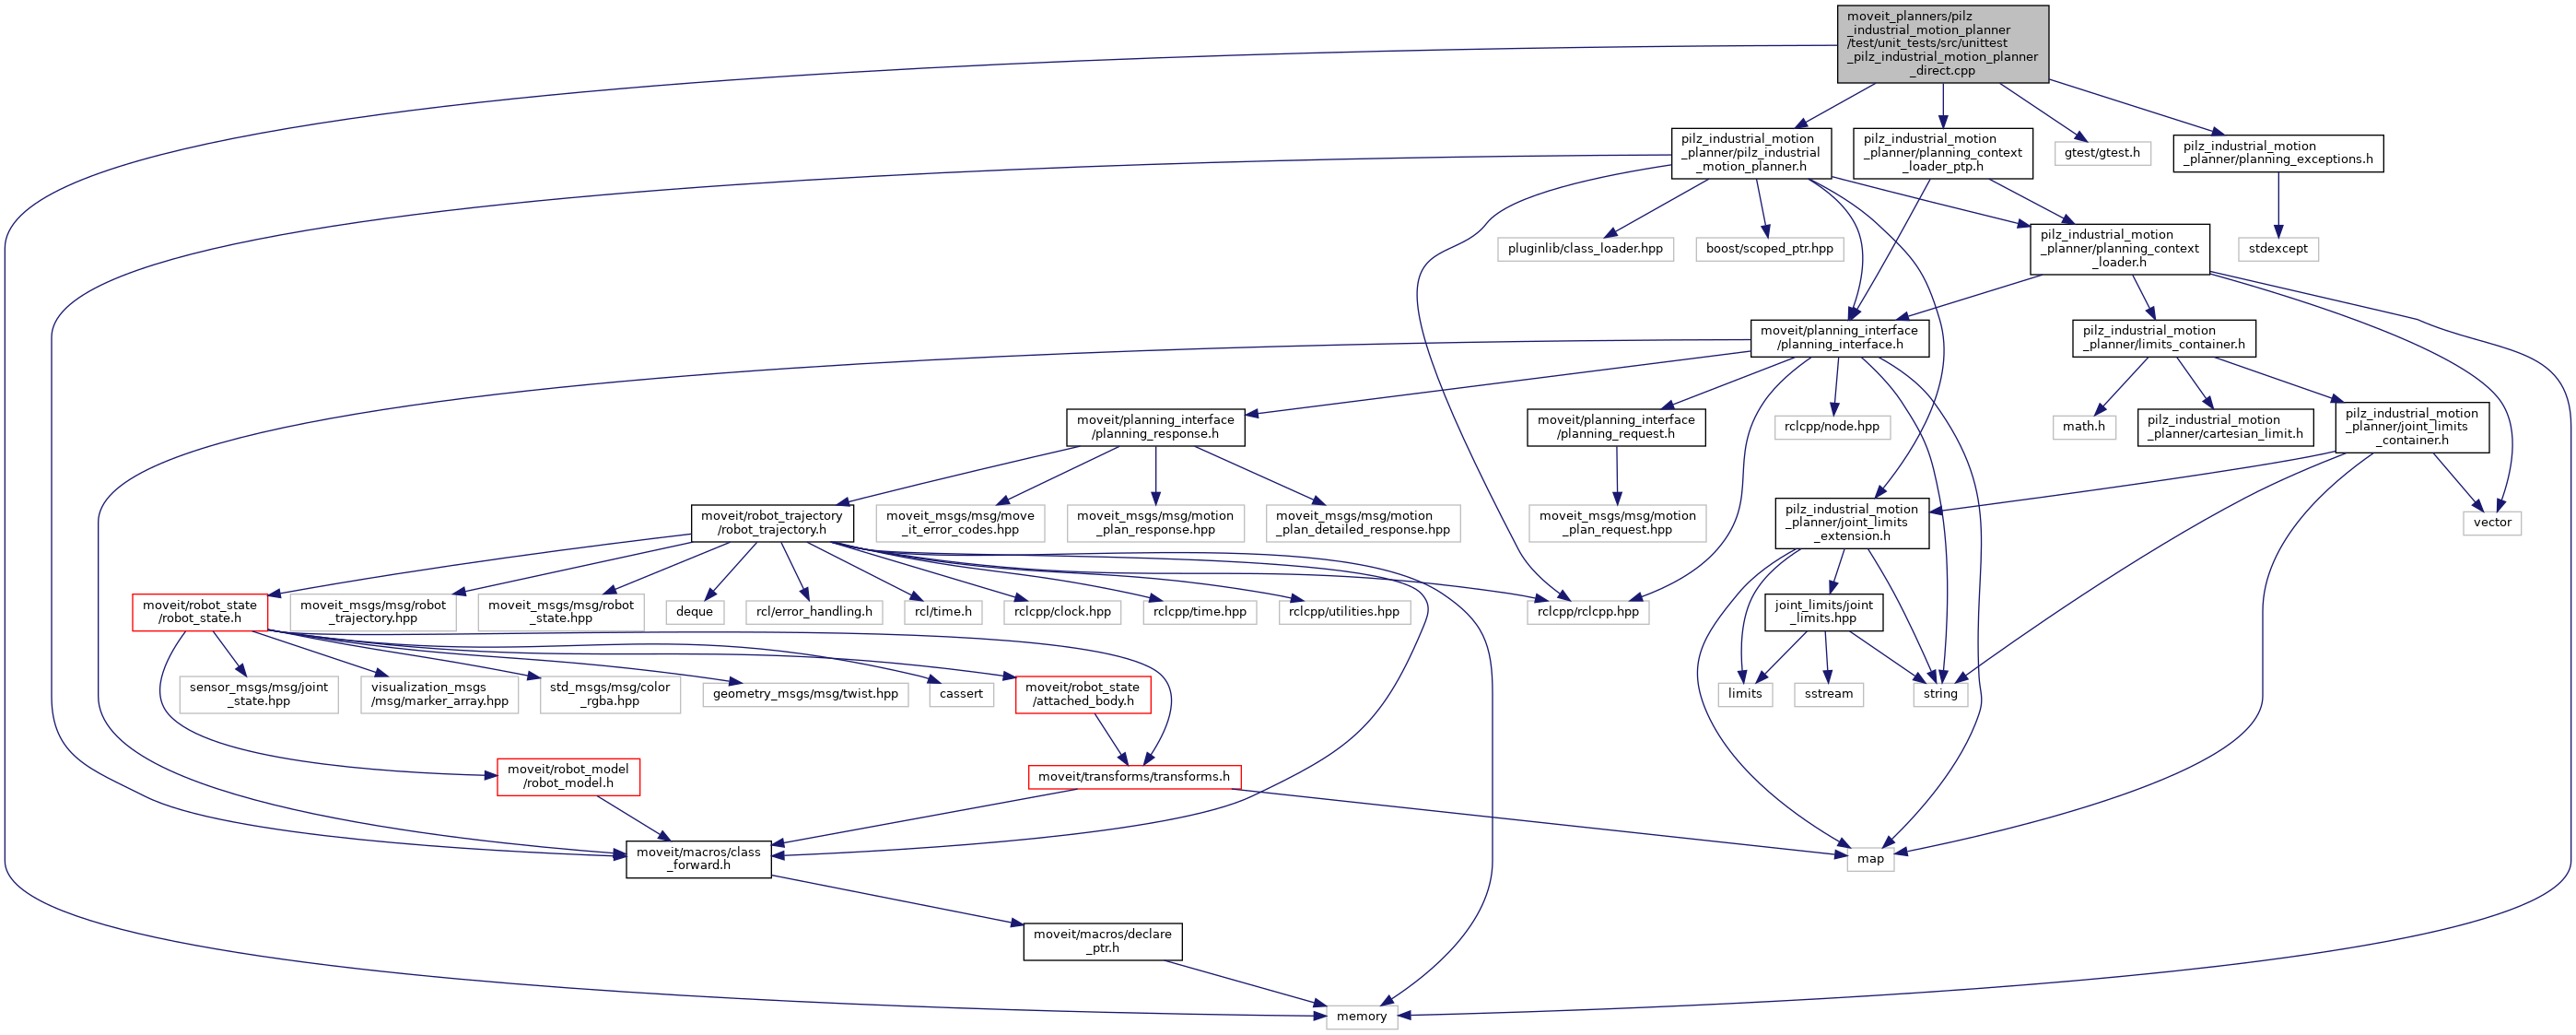 moveit_planners/pilz
_industrial_motion_planner
/test/unit_tests/src/unittest
_pilz_industrial_motion_planner
_direct.cpp
pilz_industrial_motion
_planner/pilz_industrial
_motion_planner.h
pilz_industrial_motion
_planner/planning_context
_loader_ptp.h
gtest/gtest.h
pilz_industrial_motion
_planner/planning_exceptions.h
pluginlib/class_loader.hpp
boost/scoped_ptr.hpp
pilz_industrial_motion
_planner/planning_context
_loader.h
stdexcept
moveit/planning_interface
/planning_interface.h
pilz_industrial_motion
_planner/limits_container.h
moveit/planning_interface
/planning_response.h
moveit/planning_interface
/planning_request.h
rclcpp/node.hpp
math.h
pilz_industrial_motion
_planner/cartesian_limit.h
pilz_industrial_motion
_planner/joint_limits
_container.h
moveit/robot_trajectory
/robot_trajectory.h
moveit_msgs/msg/move
_it_error_codes.hpp
moveit_msgs/msg/motion
_plan_response.hpp
moveit_msgs/msg/motion
_plan_detailed_response.hpp
moveit_msgs/msg/motion
_plan_request.hpp
pilz_industrial_motion
_planner/joint_limits
_extension.h
vector
moveit/robot_state
/robot_state.h
moveit_msgs/msg/robot
_trajectory.hpp
moveit_msgs/msg/robot
_state.hpp
deque
rcl/error_handling.h
rcl/time.h
rclcpp/clock.hpp
rclcpp/time.hpp
rclcpp/utilities.hpp
rclcpp/rclcpp.hpp
joint_limits/joint
_limits.hpp
sensor_msgs/msg/joint
_state.hpp
visualization_msgs
/msg/marker_array.hpp
std_msgs/msg/color
_rgba.hpp
geometry_msgs/msg/twist.hpp
cassert
moveit/robot_state
/attached_body.h
limits
sstream
string
moveit/robot_model
/robot_model.h
moveit/transforms/transforms.h
moveit/macros/class
_forward.h
map
moveit/macros/declare
_ptr.h
memory